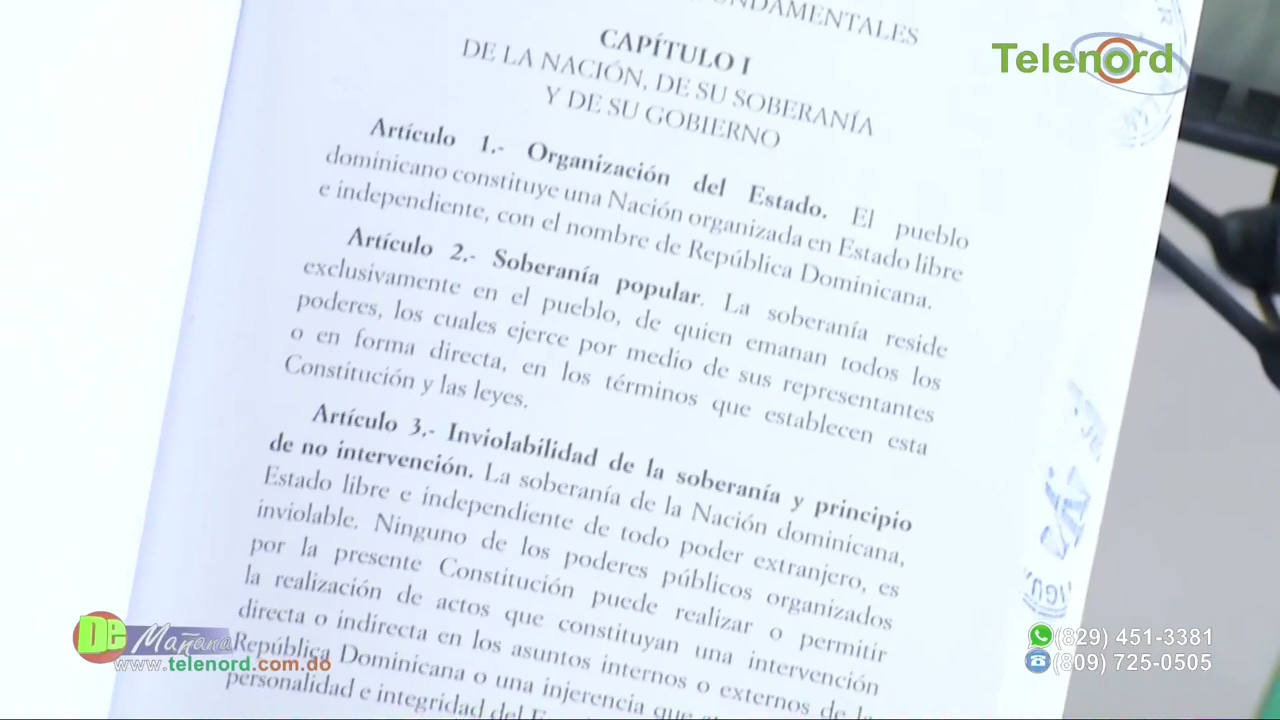 FUNDAMENTALES
CAPÍTULO I
DE LA NACIÓN, DE SU SOBERANÍA
Y DE SU GOBIERNO
Artículo 1.- Organización del Estado. El pueblo
dominicano constituye una Nación organizada en Estado libre
e independiente, con el nombre de República Dominicana.
Artículo 2.- Soberanía popular. La soberanía reside
exclusivamente en el pueblo, de quien emanan todos los
poderes, los cuales ejerce por medio de sus representantes
o en forma directa, en los términos que establecen esta
Constitución y las leyes.
Artículo 3.- Inviolabilidad de la soberanía y principio
de no intervención. La soberanía de la Nación dominicana,
Estado libre e independiente de todo poder extranjero, es
inviolable. Ninguno de los poderes públicos organizados
por la presente Constitución puede realizar o permitir
la realización de actos que constituyan una intervención
directa o indirecta en los asuntos internos o externos de la
República Dominicana o una injerencia que
personalidad e integridad del
Telenord
De Mañana
www.telenord.com.do
(829) 451-3381
(809) 725-0505